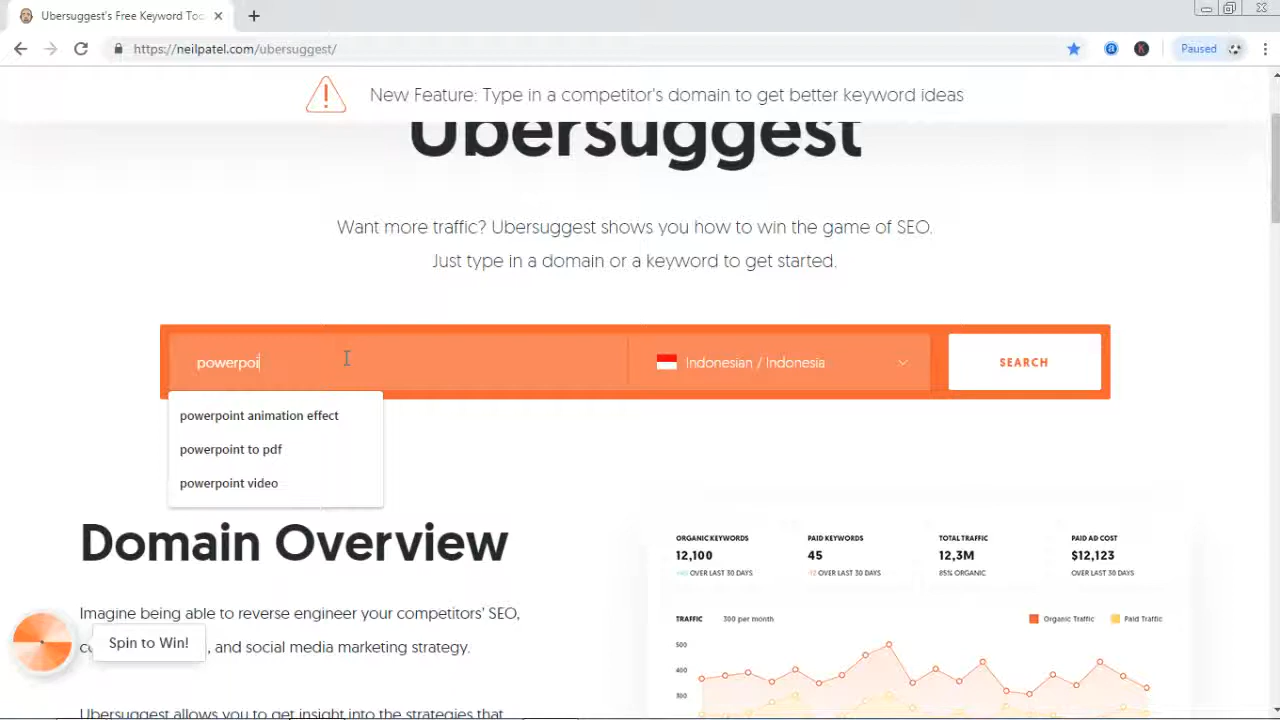 Ubersuggest's Free Keyword Too
https://neilpatel.com/ubersuggest/
Paused
New Feature: Type in a competitor's domain to get better keyword ideas
Ubersuggest
Want more traffic? Ubersuggest shows you how to win the game of SEO.
Just type in a domain or a keyword to get started.
powerpoi
Indonesian / Indonesia
SEARCH
powerpoint animation effect
powerpoint to pdf
powerpoint video
Domain Overview
Imagine being able to reverse engineer your competitors' SEO,
, and social media marketing strategy.
Ubersuggest allows you to get insight into the strategies that
Spin to Win!
ORGANIC KEYWORDS
12,100
OVER LAST 30 DAYS
PAID KEYWORDS
45
OVER LAST 30 DAYS
TOTAL TRAFFIC
12,3M
85% ORGANIC
PAID AD COST
$12,123
OVER LAST 30 DAYS
TRAFFIC 300 per month
Organic Traffic
Paid Traffic
500
400
300